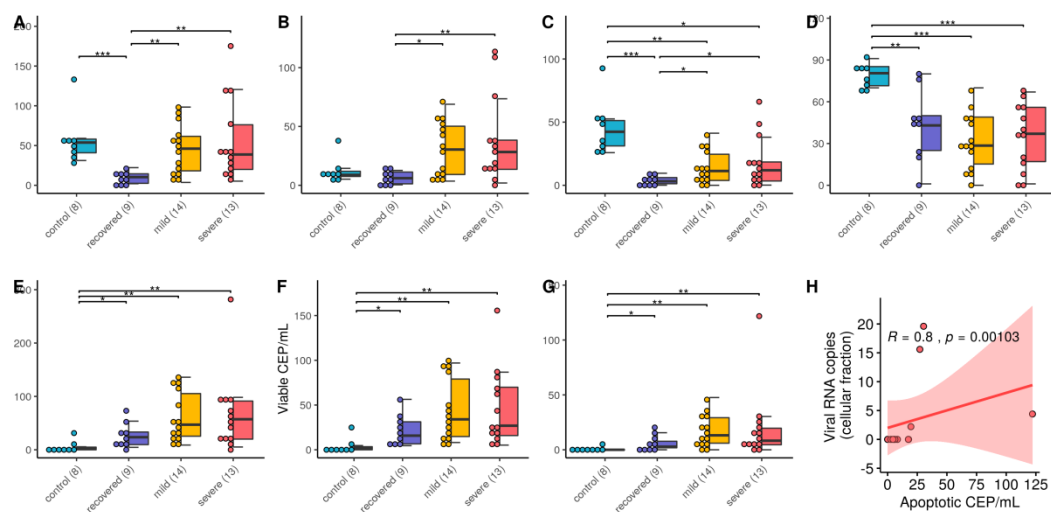 A
B
C
D
200
150
100
50
0
100
50
0
100
50
0
90
60
30
0
***
**
**
*
**
***
**
*
*
*
**
***
***
control (8)
recovered (9)
mild (14)
severe (13)
control (8)
recovered (9)
mild (14)
severe (13)
control (8)
recovered (9)
mild (14)
severe (13)
control (8)
recovered (9)
mild (14)
severe (13)
E
F
G
H
300
200
100
0
Viable CEP/mL
150
100
50
0
150
100
50
0
*
**
**
*
**
**
*
**
**
control (8)
recovered (9)
mild (14)
severe (13)
control (8)
recovered (9)
mild (14)
severe (13)
control (8)
recovered (9)
mild (14)
severe (13)
Viral RNA copies
(cellular fraction)
R = 0.8 , p = 0.00103
20
15
10
5
0
-5
0
25
50
75
100
125
Apoptotic CEP/mL